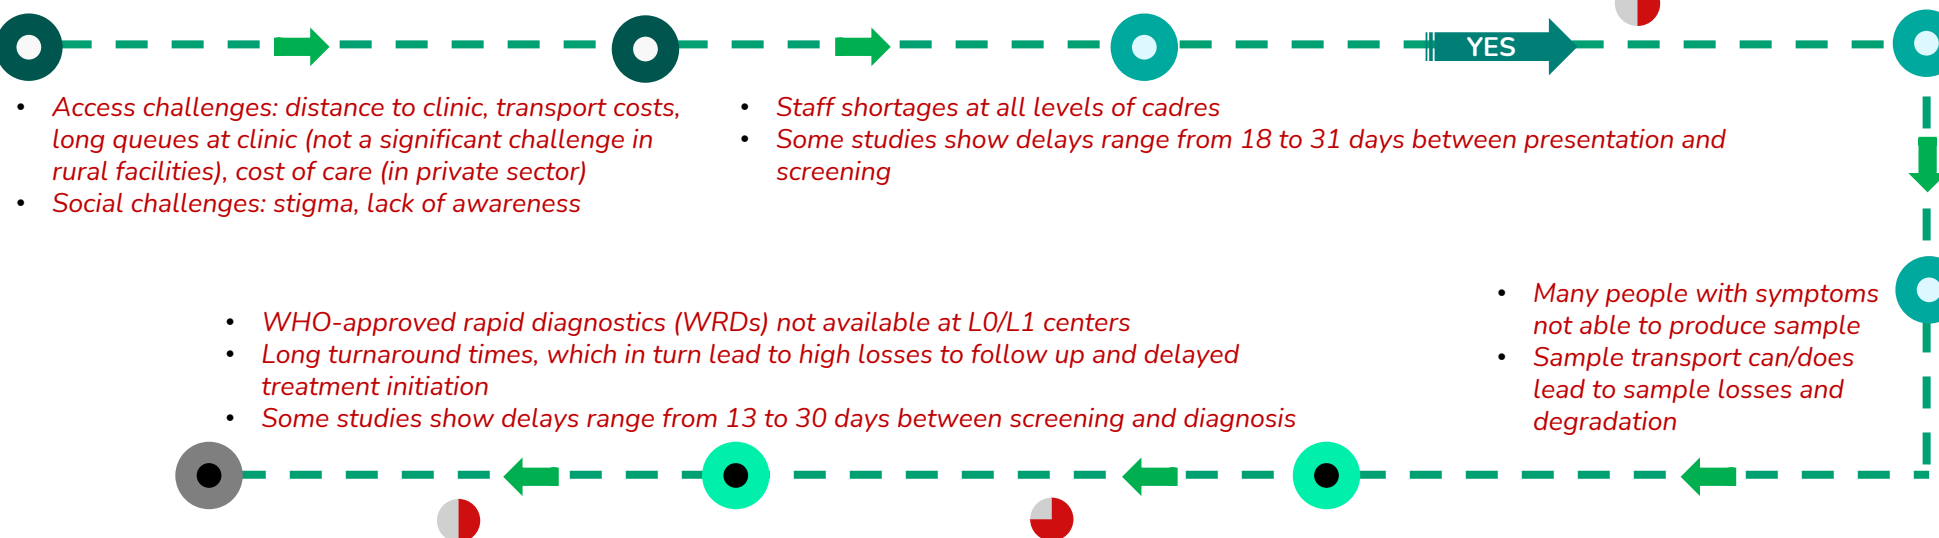 YES
• Access challenges: distance to clinic, transport costs,
long queues at clinic (not a significant challenge in
rural facilities), cost of care (in private sector)
• Social challenges: stigma, lack of awareness
• Staff shortages at all levels of cadres
• Some studies show delays range from 18 to 31 days between presentation and
screening
• Many people with symptoms
not able to produce sample
• Sample transport can/does
lead to sample losses and
degradation
• WHO-approved rapid diagnostics (WRDs) not available at L0/L1 centers
• Long turnaround times, which in turn lead to high losses to follow up and delayed
treatment initiation
• Some studies show delays range from 13 to 30 days between screening and diagnosis